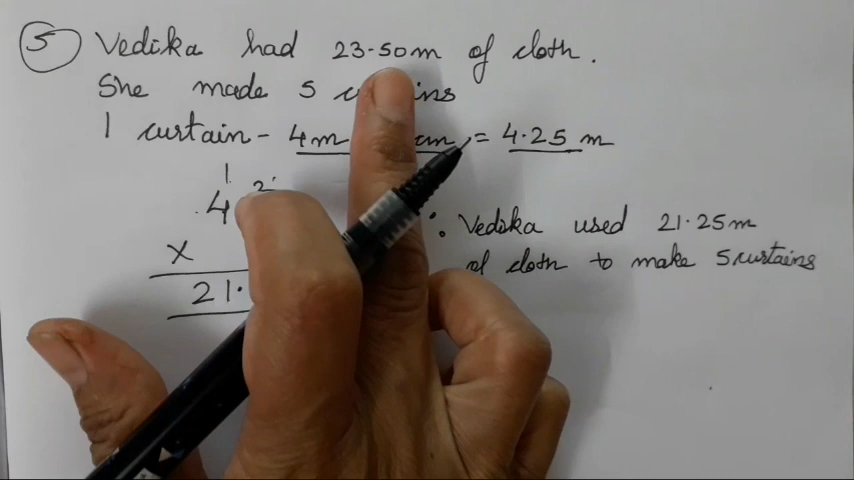 5 Vedika had 23.50m of cloth.
She made 5
1 curtain - 4m = 4.25 m
1
4
x
21.
∴ Vedika used 21.25m
of cloth to make 5 curtains